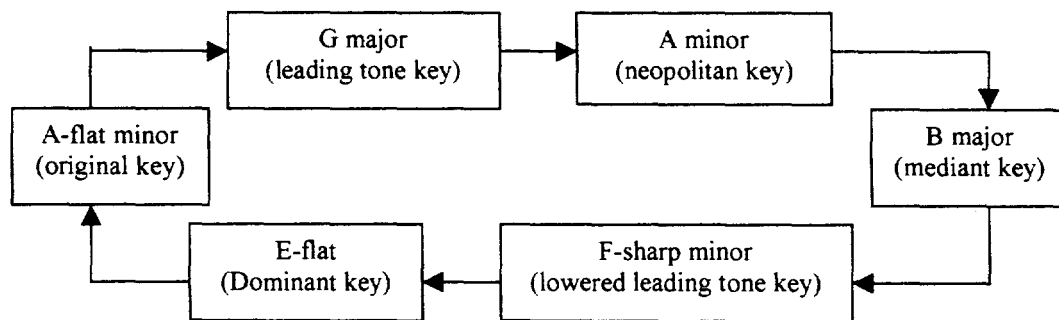 G major
(leading tone key)
A minor
(neopolitan key)
A-flat minor
(original key)
B major
(mediant key)
E-flat
(Dominant key)
F-sharp minor
(lowered leading tone key)